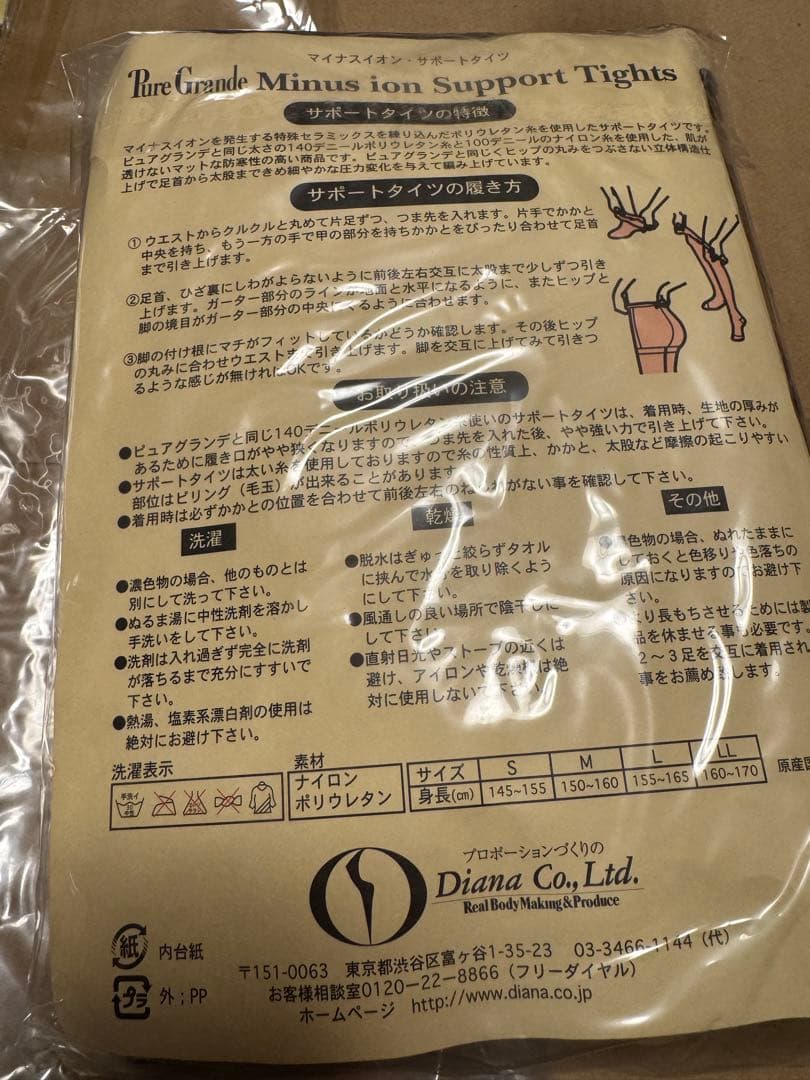 マイナスイオン・サポートタイツ
Pure Grande Minus ion Support Tights
サポートタイツの特徴
マイナスイオンを発生する特殊セラミックスを練り込んだポリウレタン糸を使用したサポートタイツです。
ピュアグランデと同じ太さの140デニールポリウレタン糸と100デニールのナイロン糸を使用した、肌が
透けないマットな防寒性の高い商品です。ピュアグランデと同じくヒップの丸みをつぶさない立体構造仕
上げで足首から太股まできめ細やかな圧力変化を与えて編み上げています。
サポートタイツの履き方
①ウエストからクルクルと丸めて片足ずつ、つま先を入れます。片手でかかと
中央を持ち、もう一方の手で甲の部分を持ちかかとをぴったり合わせて足首
まで引き上げます。
②足首、ひざ裏にしわがよらないように前後左右交互に太股まで少しずつ引き
上げます。ガーター部分のラインが地面と水平になるように、またヒップと
脚の境目がガーター部分の中央にくるように合わせます。
③脚の付け根にマチがフィットしているかどうか確認します。その後ヒップ
の丸みに合わせウエストまで引き上げます。脚を交互に上げてみて引きつ
るような感じが無ければOKです。
お取り扱いの注意
●ピュアグランデと同じ140デニールポリウレタン糸使いのサポートタイツは、着用時、生地の厚みが
あるために履き口がやや狭くなりますので、つま先を入れた後、やや強い力で引き上げて下さい。
●サポートタイツは太い糸を使用しておりますので糸の性質上、かかと、太股など摩擦の起こりやすい
部位はピリング（毛玉）が出来ることがあります。
●着用時は必ずかかとの位置を合わせて前後左右のねじれがない事を確認して下さい。
洗濯
●濃色物の場合、他のものとは
別にして洗って下さい。
●ぬるま湯に中性洗剤を溶かし
手洗いをして下さい。
●洗剤は入れ過ぎず完全に洗剤
が落ちるまで充分にすすいで
下さい。
●熱湯、塩素系漂白剤の使用は
絶対にお避け下さい。
乾燥
●脱水はぎゅっと絞らずタオル
に挟んで水分を取り除くよう
にして下さい。
●風通しの良い場所で陰干しに
して下さい。
●直射日光やストーブの近くは
避け、アイロンや乾燥機は絶
対に使用しないで下さい。
その他
●濃色物の場合、ぬれたままに
しておくと色移りや色落ちの
原因になりますのでお避け下
さい。
●より長もちさせるためには製
品を休ませる事も必要です。
2～3足を交互に着用され
事をお薦めします。
洗濯表示
手洗イ
30
中性
素材
ナイロン
ポリウレタン
サイズ S M L LL
身長(cm) 145~155 150~160 155~165 160~170
原産国
プロポーションづくりの
Diana Co., Ltd.
Real Body Making & Produce
紙 内台紙
プラ 外；PP
〒151-0063 東京都渋谷区富ヶ谷1-35-23 03-3466-1144（代）
お客様相談室0120-22-8866（フリーダイヤル）
ホームページ http://www.diana.co.jp